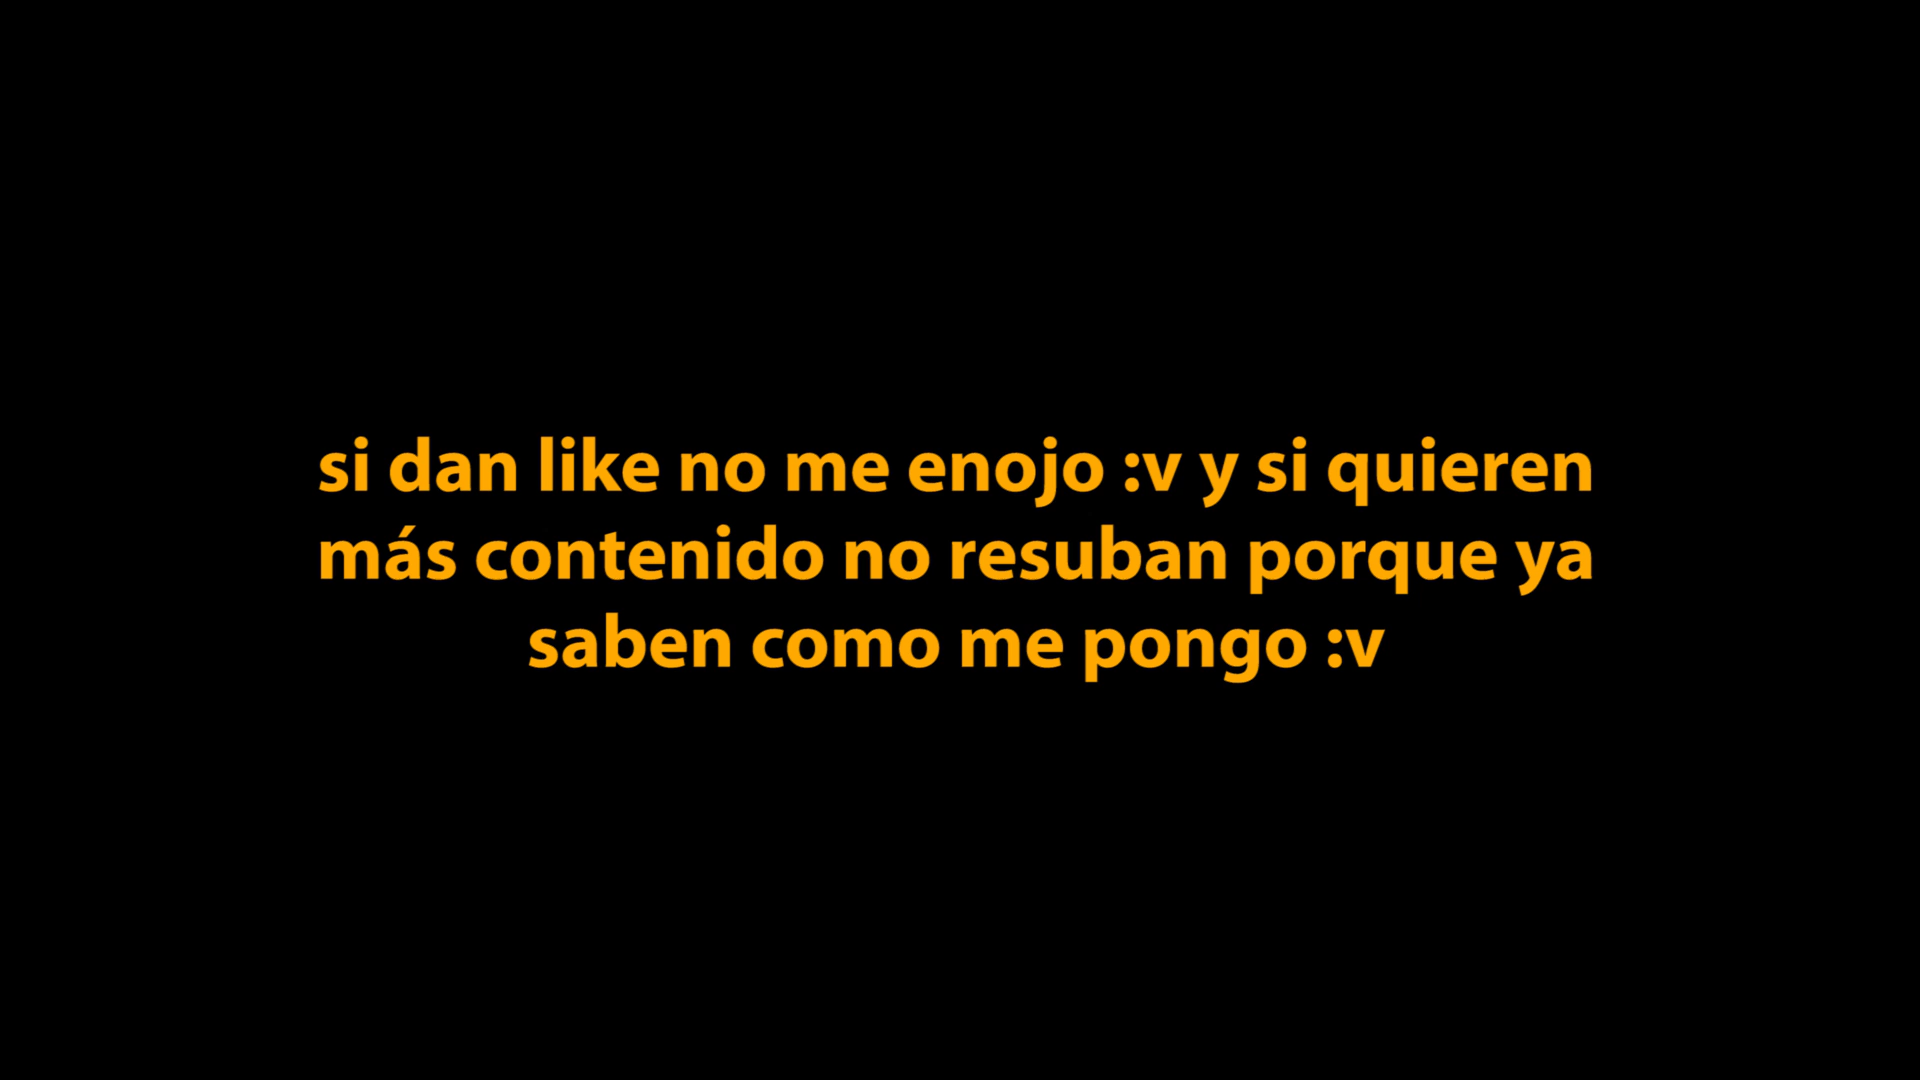 si dan like no me enojo :v y si quieren
más contenido no resuban porque ya
saben como me pongo :v